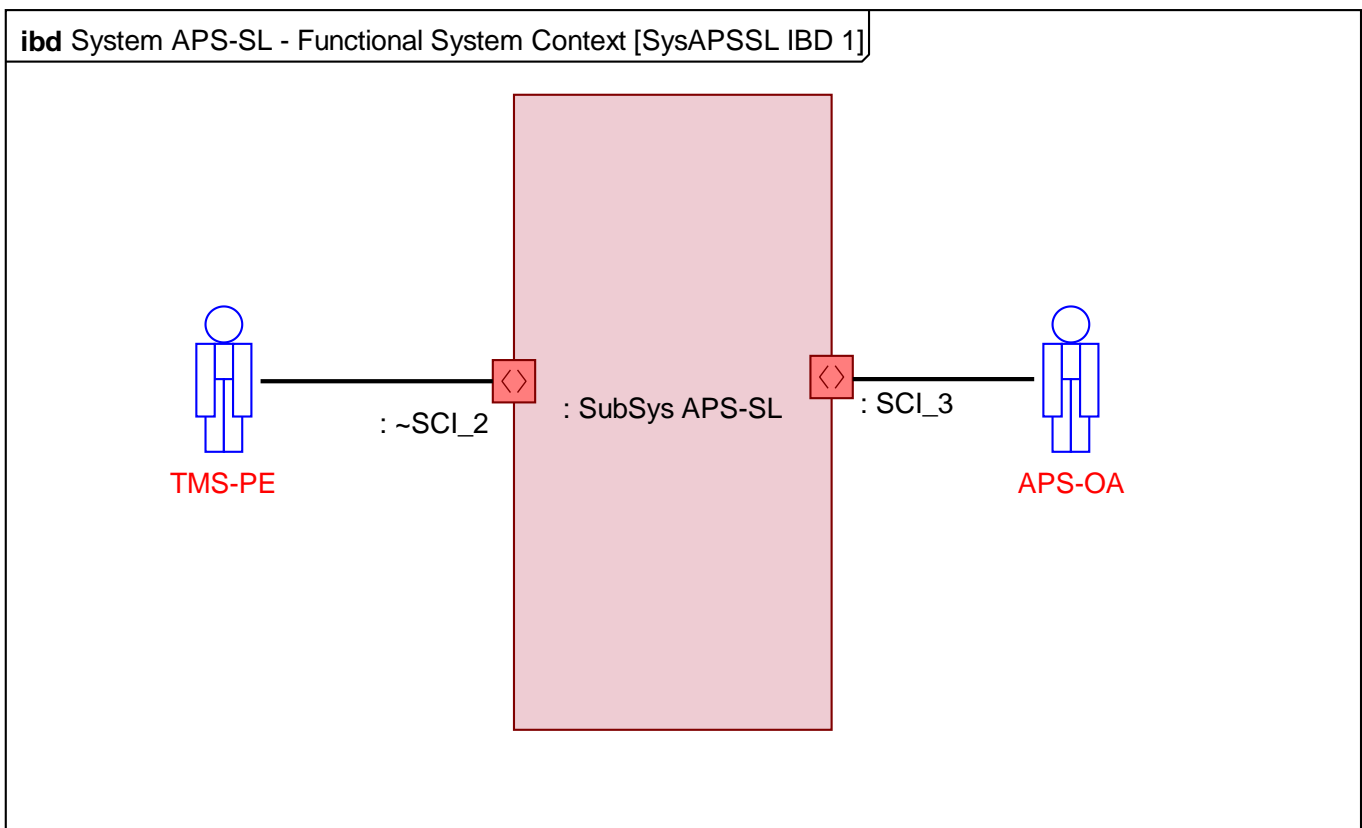 ibd System APS-SL - Functional System Context [SysAPSSL IBD 1]
: ~SCI_2
: SubSys APS-SL
: SCI_3
TMS-PE
APS-OA